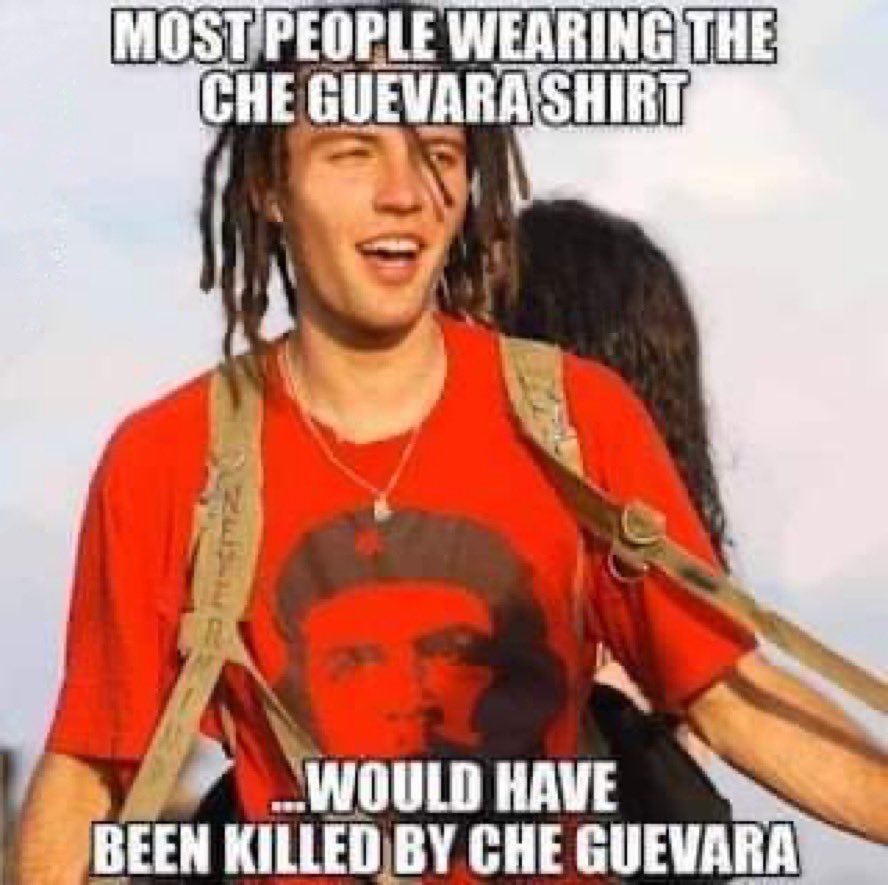 MOST PEOPLE WEARING THE
CHE GUEVARA SHIRT
...WOULD HAVE
BEEN KILLED BY CHE GUEVARA